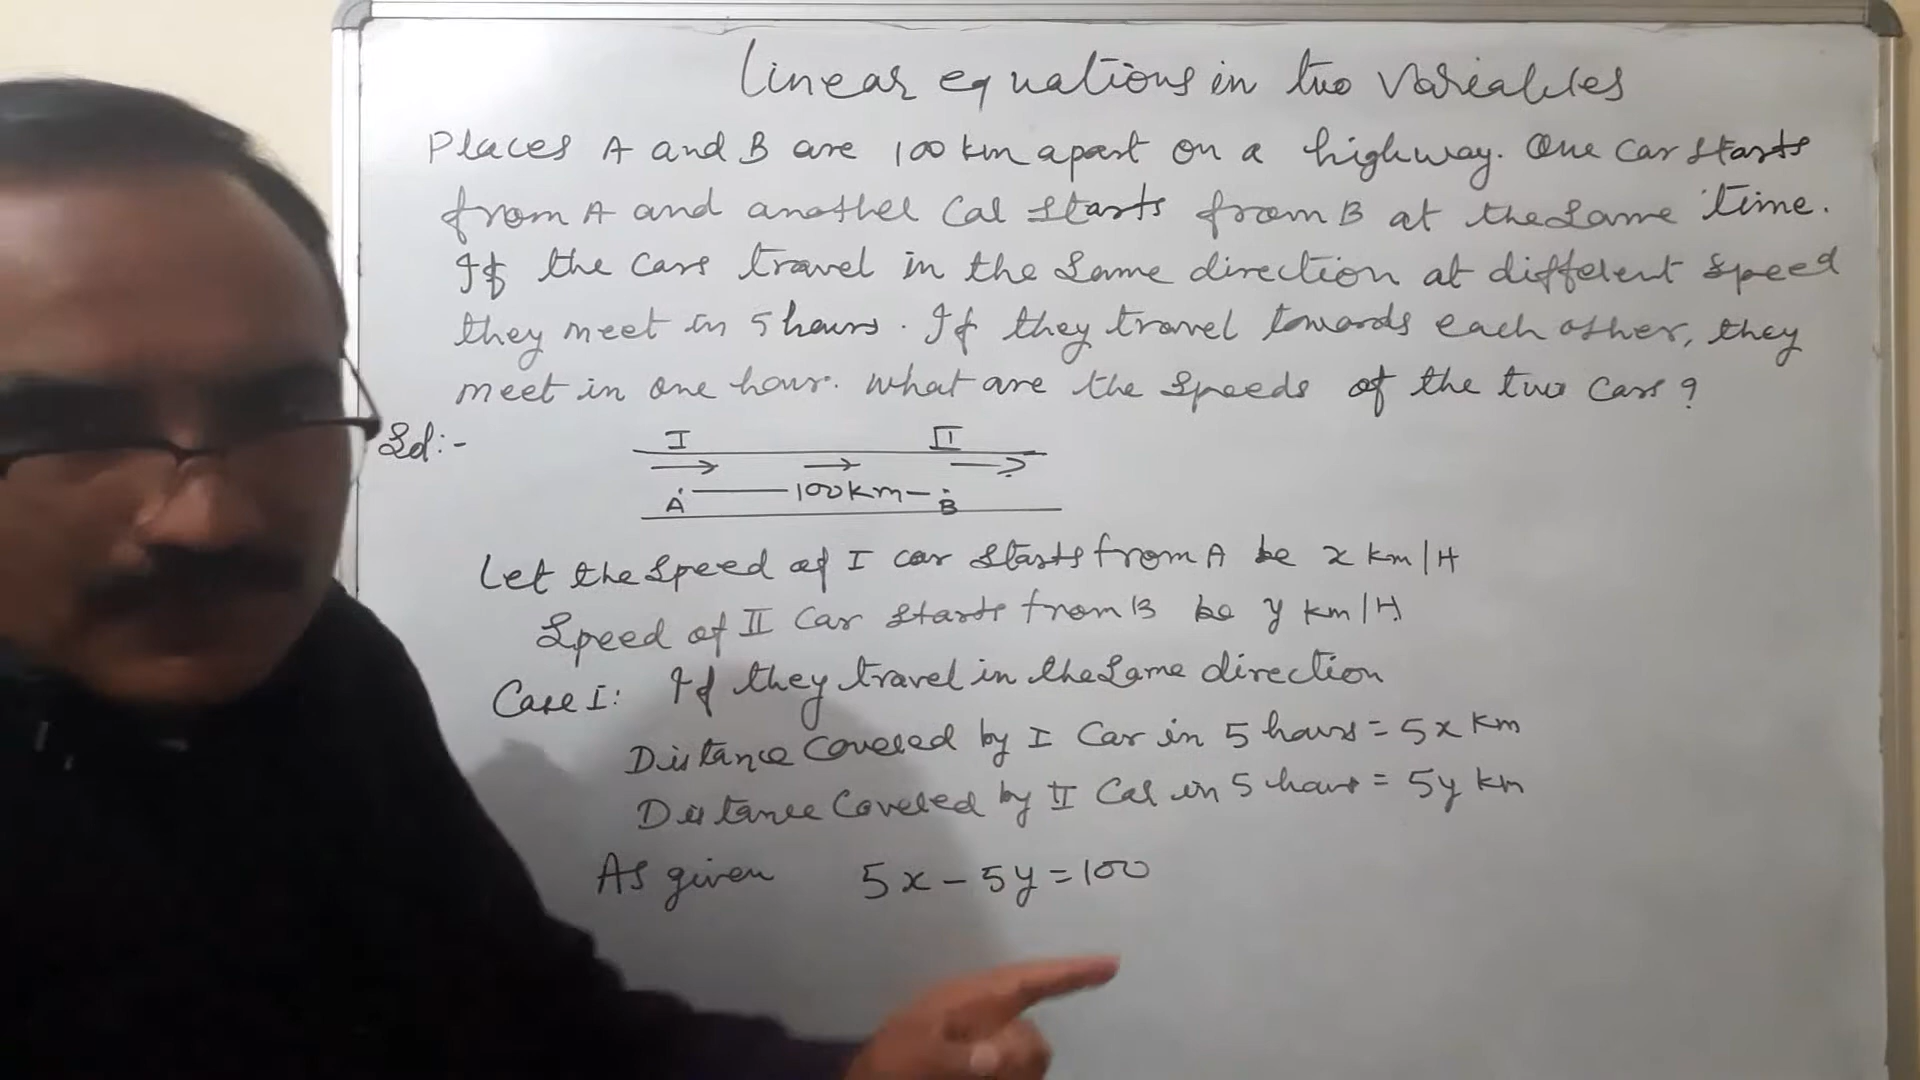 Linear equations in two Variables
Places A and B are 100 km apart on a highway. One car starts
from A and another Car starts from B at the same time.
If the cars travel in the same direction at different speed
they meet in 5 hours. If they travel towards each other, they
meet in one hour. What are the speeds of the two cars?
Sol:-
I II
A 100 km B
Let the speed of I car starts from A be x km/H
Speed of II Car starts from B be y km/H
Case I: If they travel in the same direction
Distance covered by I Car in 5 hours = 5x km
Distance covered by II Car in 5 hours = 5y km
As given 5x - 5y = 100